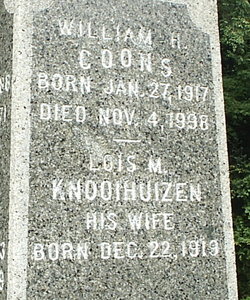 WILLIAM H.
COONS
BORN JAN. 27, 1917
DIED NOV. 4, 1998
LOIS M.
KNOOIHUIZEN
HIS WIFE
BORN DEC. 22, 1919